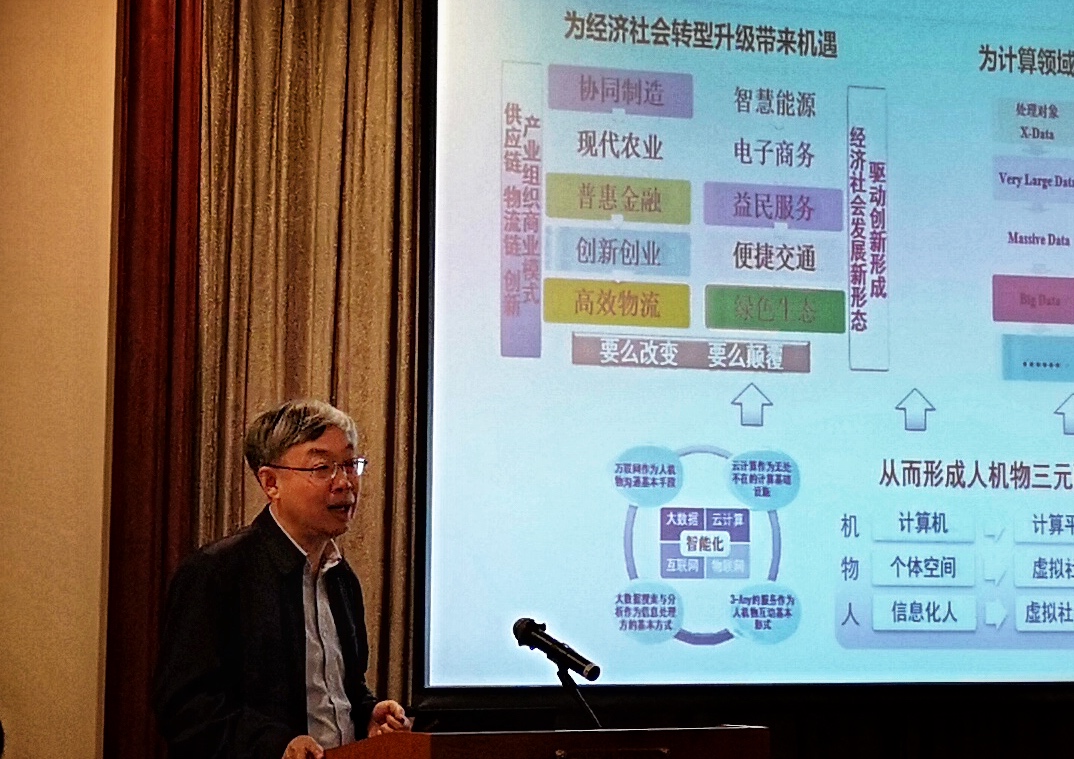 为经济社会转型升级带来机遇
供应链 物流链 创新
产业组织商业模式
协同制造
智慧能源
现代农业
电子商务
普惠金融
益民服务
创新创业
便捷交通
高效物流
绿色生态
要么改变 要么颠覆
驱动创新形成
经济社会发展新形态
为计算领域
处理对象
X-Data
Very Large Data
Massive Data
Big Data
......
万联网作为人机
物沟通基本手段
云计算作为无处
不在的计算基础
设施
大数据 云计算
智能化
互联网 物联网
大数据搜索与分
析作为信息处理
方的基本方式
3-Any的服务作为
人机物互动基本
形式
从而形成人机物三元
机 计算机 计算平
物 个体空间 虚拟社
人 信息化人 虚拟社